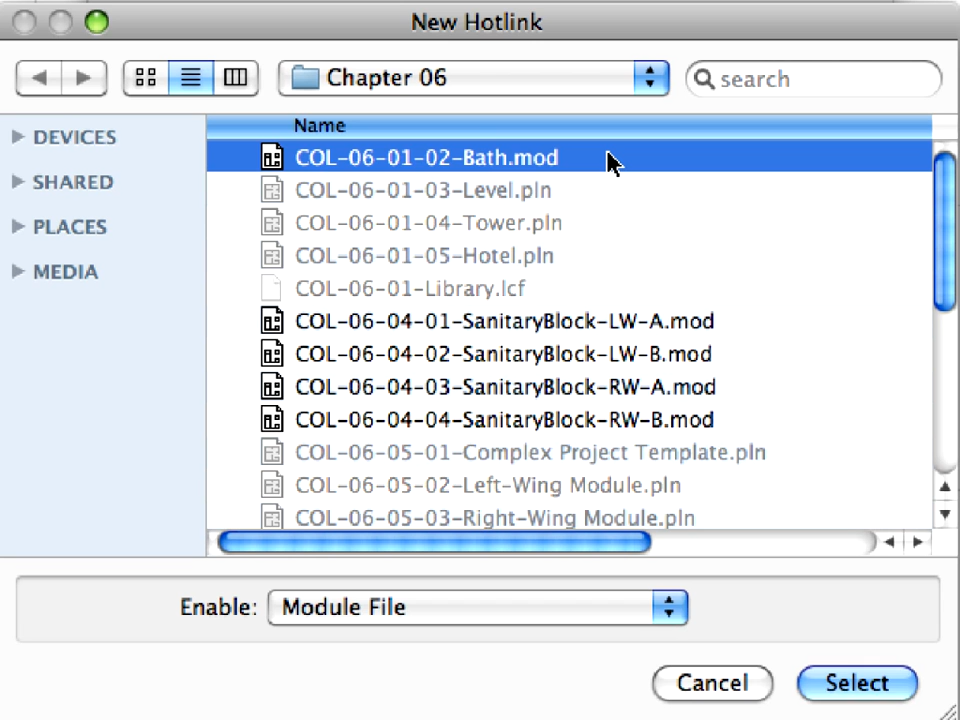 New Hotlink
Chapter 06
search
DEVICES
SHARED
PLACES
MEDIA
Name
COL-06-01-02-Bath.mod
COL-06-01-03-Level.pln
COL-06-01-04-Tower.pln
COL-06-01-05-Hotel.pln
COL-06-01-Library.lcf
COL-06-04-01-SanitaryBlock-LW-A.mod
COL-06-04-02-SanitaryBlock-LW-B.mod
COL-06-04-03-SanitaryBlock-RW-A.mod
COL-06-04-04-SanitaryBlock-RW-B.mod
COL-06-05-01-Complex Project Template.pln
COL-06-05-02-Left-Wing Module.pln
COL-06-05-03-Right-Wing Module.pln
Enable: Module File
Cancel Select